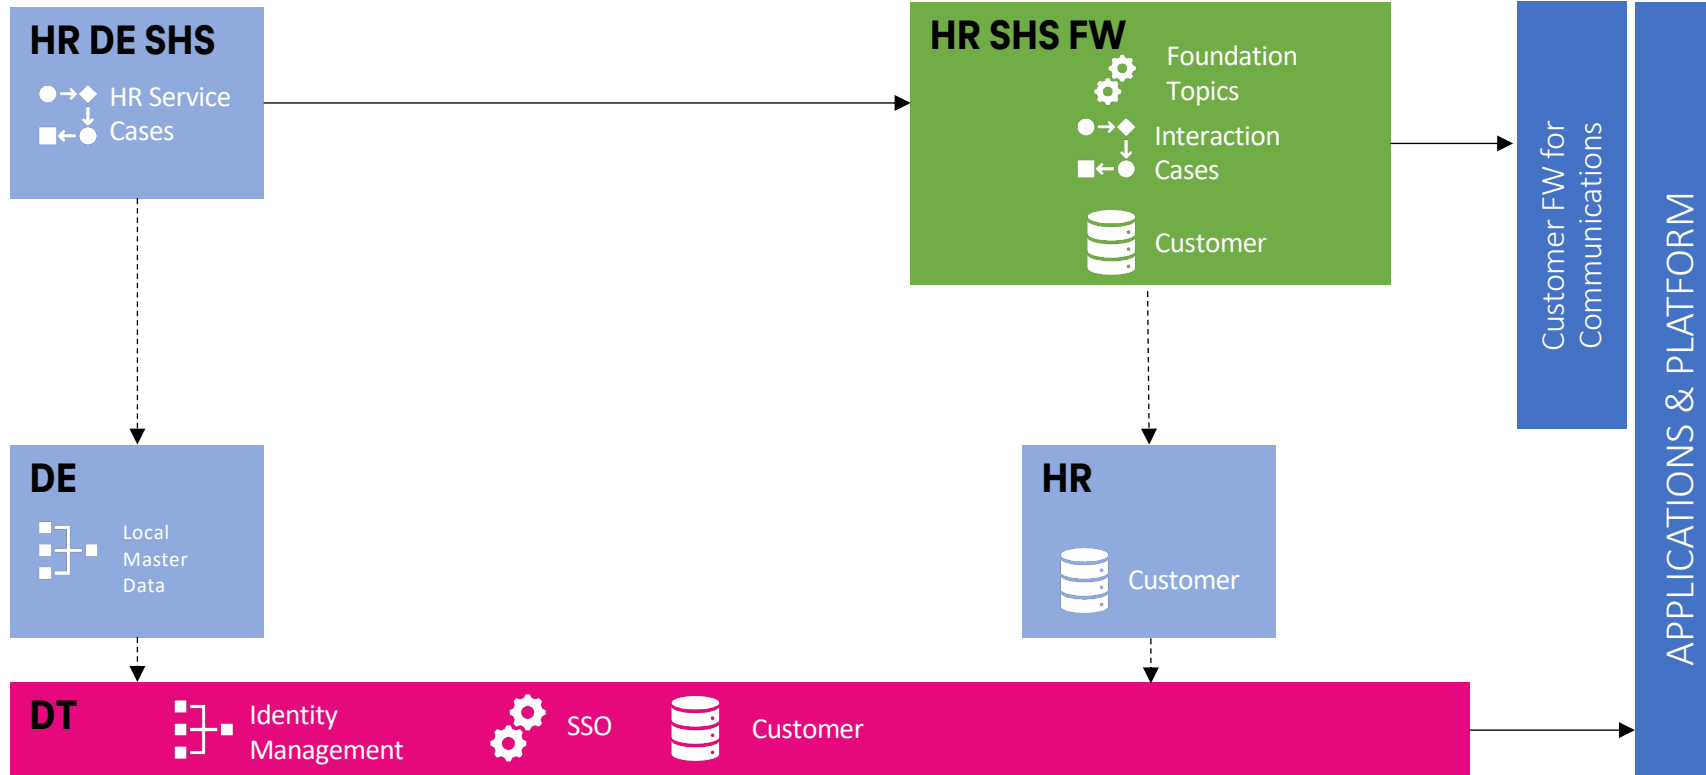 HR DE SHS
HR Service
Cases
HR SHS FW
Foundation
Topics
Interaction
Cases
Customer
Customer FW for
Communications
APPLICATIONS & PLATFORM
DE
Local
Master
Data
HR
Customer
DT
Identity
Management
SSO
Customer